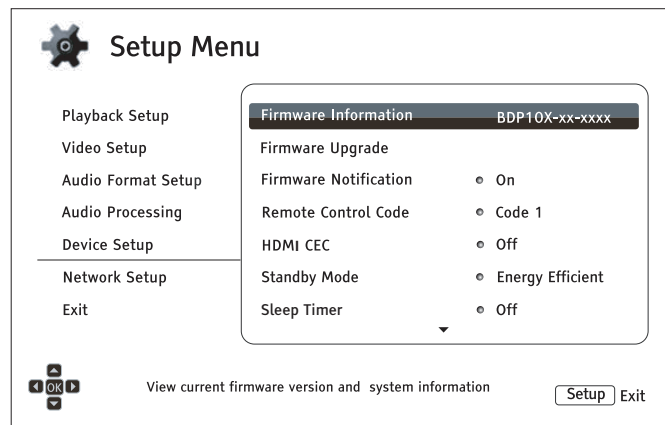 Setup Menu
Playback Setup
Video Setup
Audio Format Setup
Audio Processing
Device Setup
Network Setup
Exit
Firmware Information BDP10X-xx-xxxx
Firmware Upgrade
Firmware Notification On
Remote Control Code Code 1
HDMI CEC Off
Standby Mode Energy Efficient
Sleep Timer Off
OK
View current firmware version and system information
Setup Exit